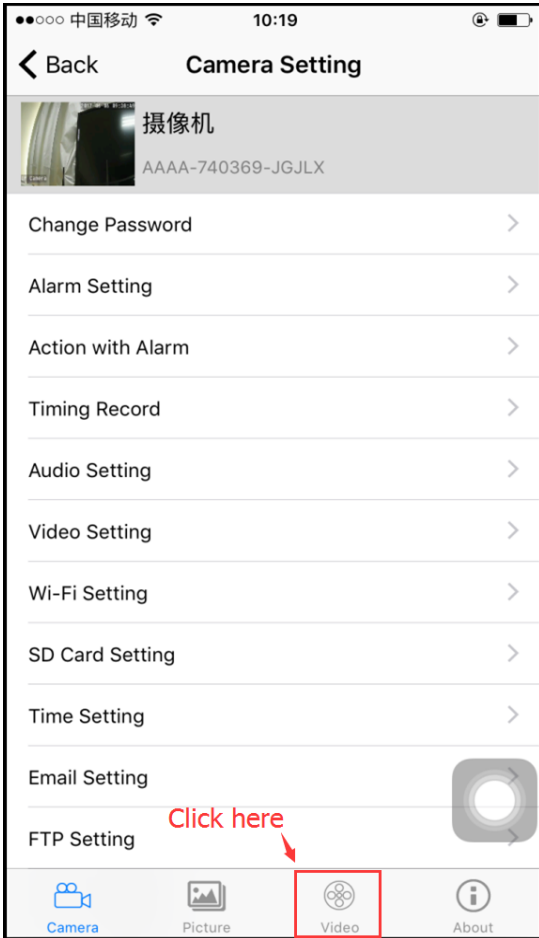 中国移动 10:19
Back Camera Setting
摄像机
AAAA-740369-JGJLX
Change Password
Alarm Setting
Action with Alarm
Timing Record
Audio Setting
Video Setting
Wi-Fi Setting
SD Card Setting
Time Setting
Email Setting
Click here
FTP Setting
Camera Picture Video About